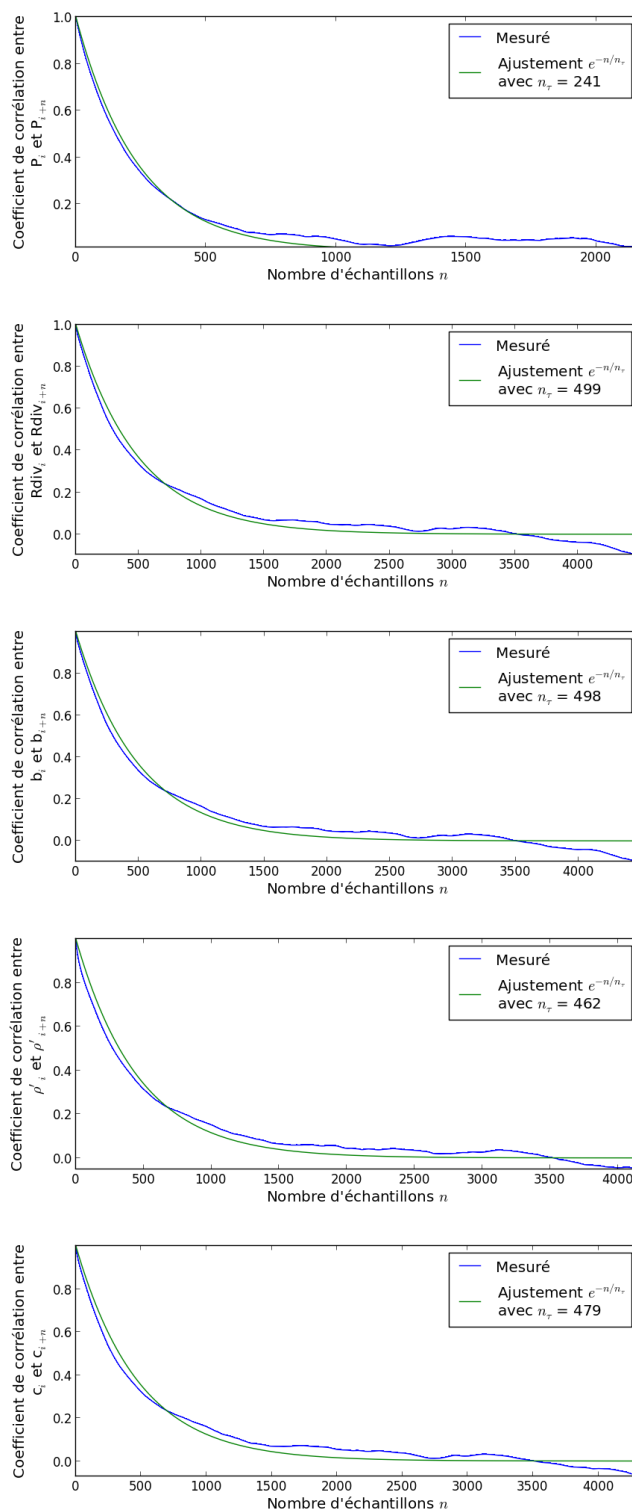 Coefficient de corrélation entre
P_i et P_{i+n}
1.0
0.8
0.6
0.4
0.2
Mesuré
Ajustement e^{-n/n_τ}
avec n_τ = 241
0 500 1000 1500 2000
Nombre d'échantillons n
Coefficient de corrélation entre
Rdiv_i et Rdiv_{i+n}
1.0
0.8
0.6
0.4
0.2
0.0
Mesuré
Ajustement e^{-n/n_τ}
avec n_τ = 499
0 500 1000 1500 2000 2500 3000 3500 4000
Nombre d'échantillons n
Coefficient de corrélation entre
b_i et b_{i+n}
0.8
0.6
0.4
0.2
0.0
Mesuré
Ajustement e^{-n/n_τ}
avec n_τ = 498
0 500 1000 1500 2000 2500 3000 3500 4000
Nombre d'échantillons n
Coefficient de corrélation entre
ρ'_i et ρ'_{i+n}
0.8
0.6
0.4
0.2
0.0
Mesuré
Ajustement e^{-n/n_τ}
avec n_τ = 462
0 500 1000 1500 2000 2500 3000 3500 4000
Nombre d'échantillons n
Coefficient de corrélation entre
c_i et c_{i+n}
0.8
0.6
0.4
0.2
0.0
Mesuré
Ajustement e^{-n/n_τ}
avec n_τ = 479
0 500 1000 1500 2000 2500 3000 3500 4000
Nombre d'échantillons n